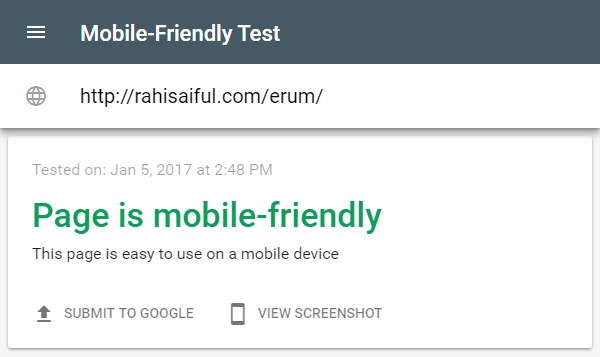 Mobile-Friendly Test
http://rahisaiful.com/erum/
Tested on: Jan 5, 2017 at 2:48 PM
Page is mobile-friendly
This page is easy to use on a mobile device
SUBMIT TO GOOGLE VIEW SCREENSHOT